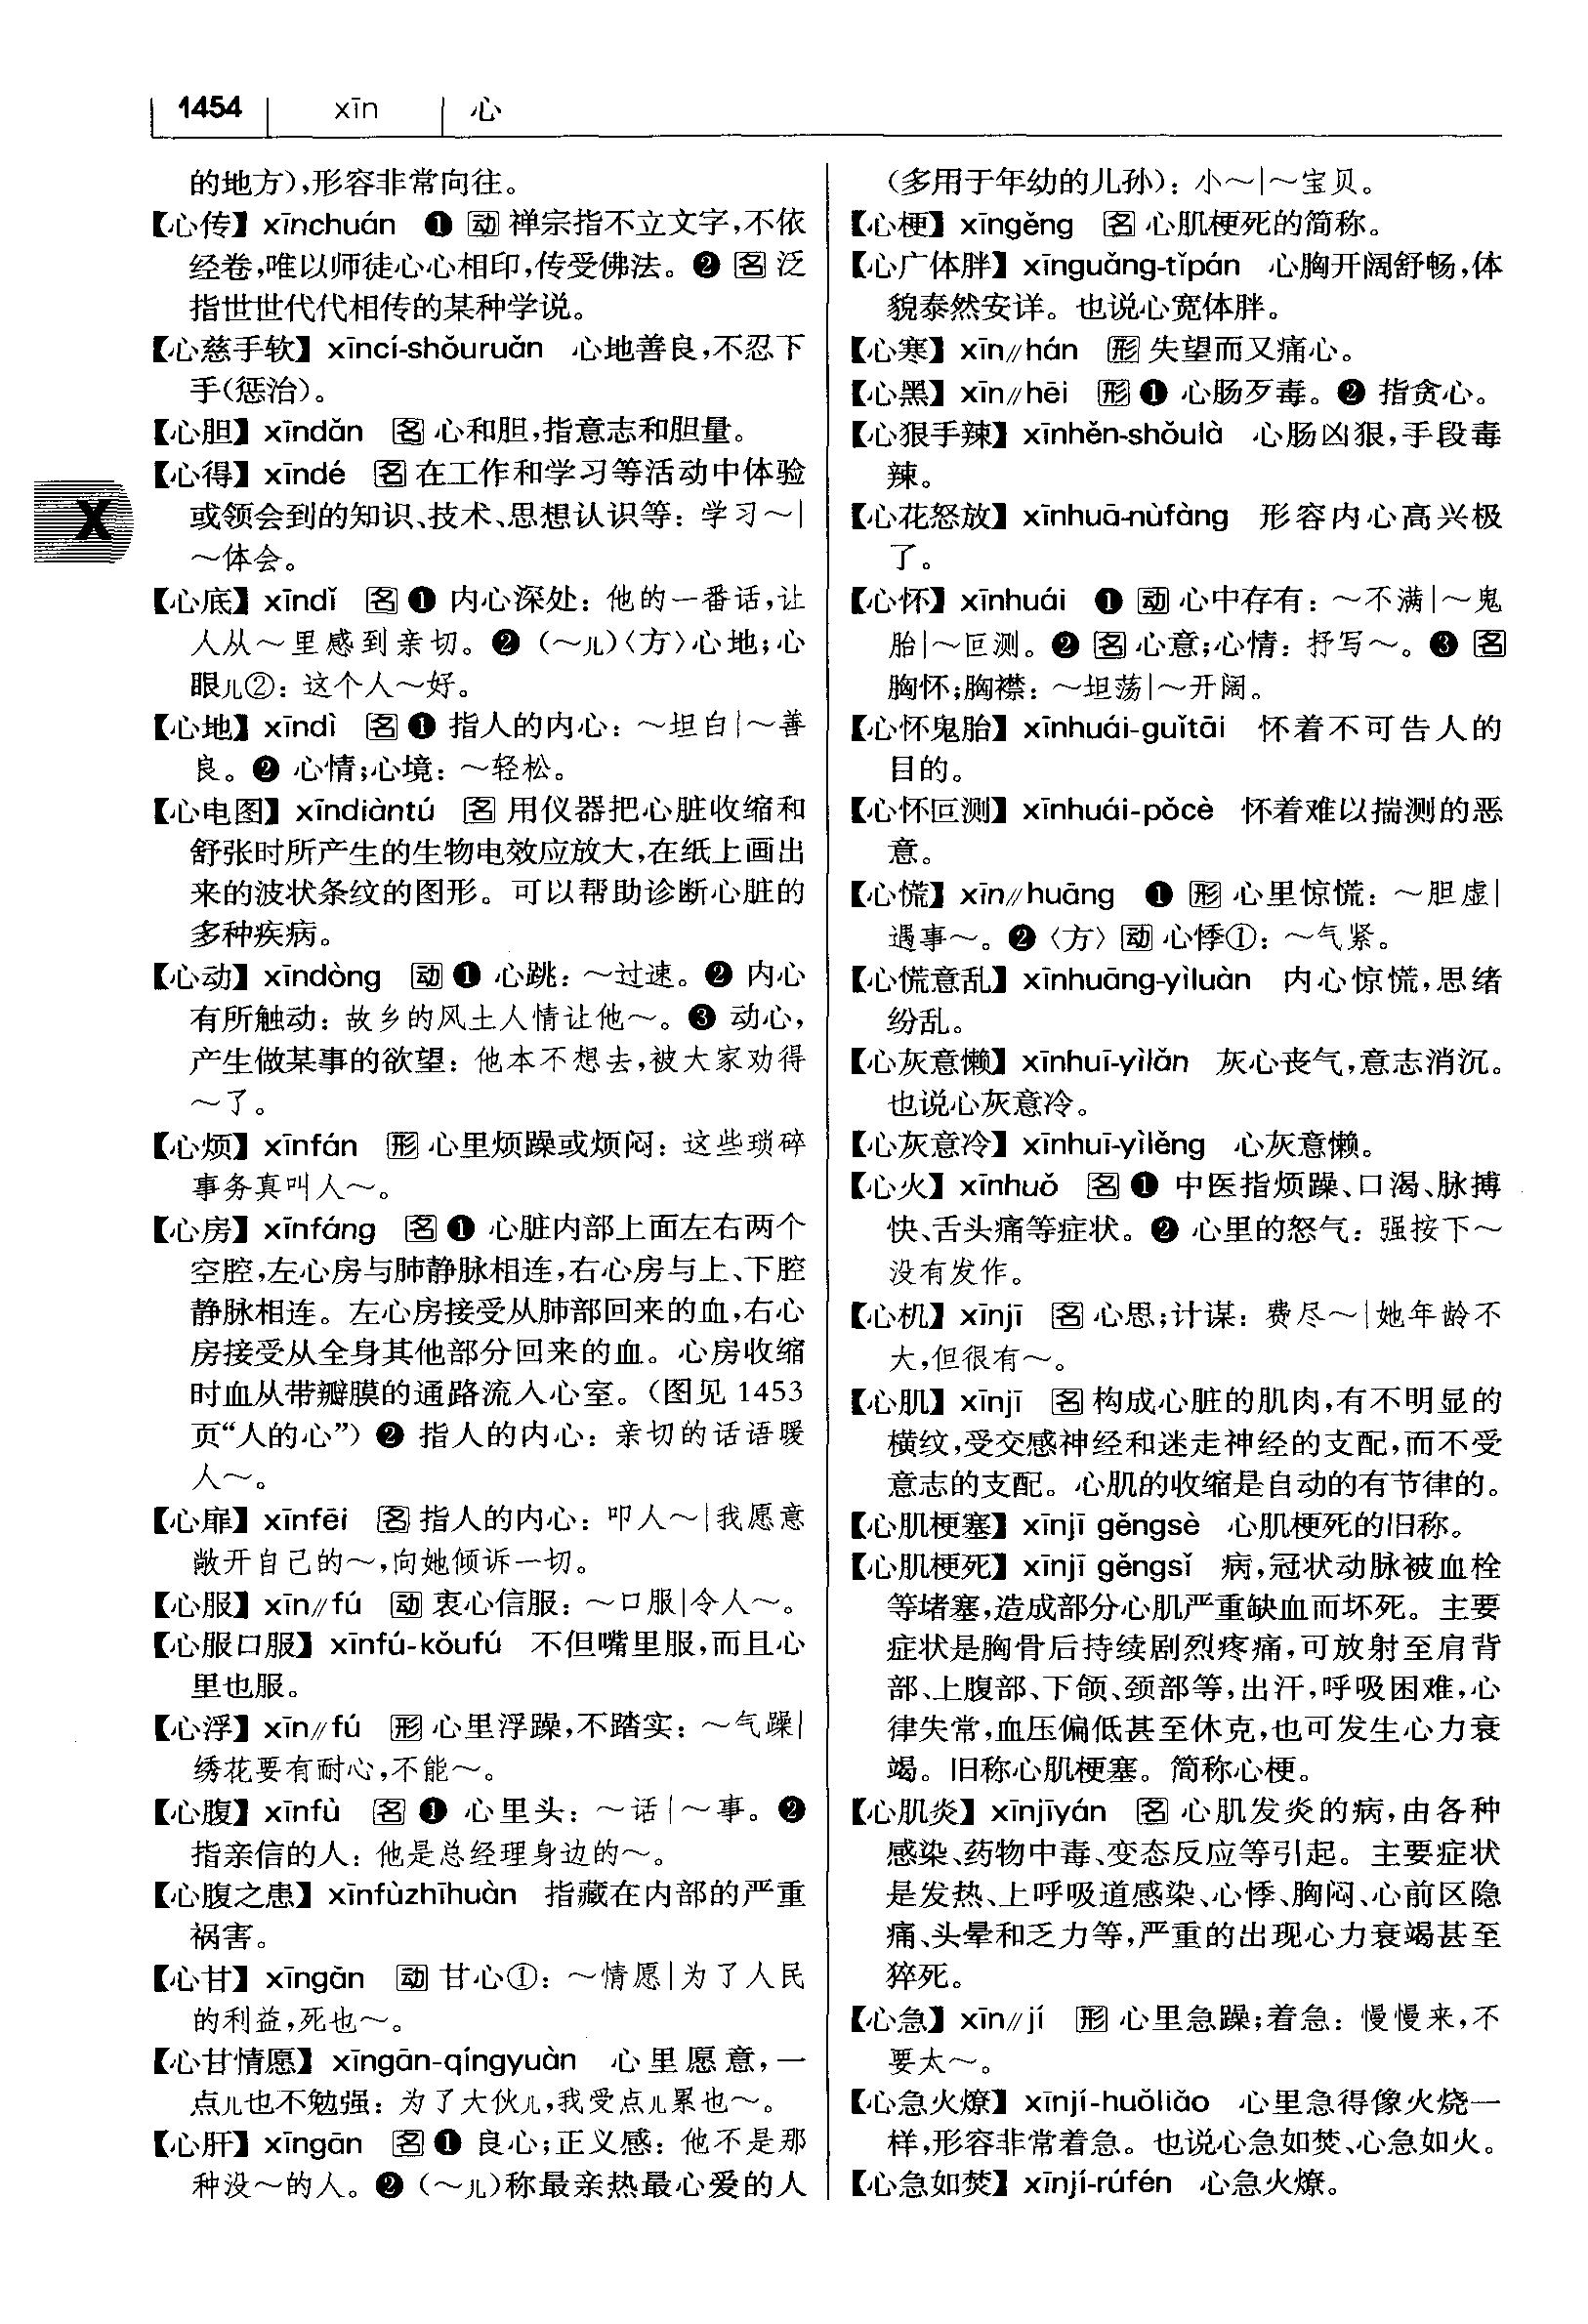 1454 xīn 心
的地方），形容非常向往。
【心传】xīnchuán ❶ 动 禅宗指不立文字，不依
经卷，唯以师徒心心相印，传受佛法。❷ 名 泛
指世世代代相传的某种学说。
【心慈手软】xīncí-shǒuruǎn 心地善良，不忍下
手（惩治）。
【心胆】xīndǎn 名 心和胆，指意志和胆量。
【心得】xīndé 名 在工作和学习等活动中体验
或领会到的知识、技术、思想认识等：学习～|
～体会。
【心底】xīndǐ 名 ❶ 内心深处：他的一番话，让
人从～里感到亲切。❷（～儿）〈方〉心地；心
眼儿②：这个人～好。
【心地】xīndì 名 ❶ 指人的内心：～坦白|～善
良。❷ 心情；心境：～轻松。
【心电图】xīndiàntú 名 用仪器把心脏收缩和
舒张时所产生的生物电效应放大，在纸上画出
来的波状条纹的图形。可以帮助诊断心脏的
多种疾病。
【心动】xīndòng 动 ❶ 心跳：～过速。❷ 内心
有所触动：故乡的风土人情让他～。❸ 动心，
产生做某事的欲望：他本不想去，被大家劝得
～了。
【心烦】xīnfán 形 心里烦躁或烦闷：这些琐碎
事务真叫人～。
【心房】xīnfáng 名 ❶ 心脏内部上面左右两个
空腔，左心房与肺静脉相连，右心房与上、下腔
静脉相连。左心房接受从肺部回来的血，右心
房接受从全身其他部分回来的血。心房收缩
时血从带瓣膜的通路流入心室。（图见 1453
页“人的心”）❷ 指人的内心：亲切的话语暖
人～。
【心扉】xīnfēi 名 指人的内心：叩人～|我愿意
敞开自己的～，向她倾诉一切。
【心服】xīn∥fú 动 衷心信服：～口服|令人～。
【心服口服】xīnfú-kǒufú 不但嘴里服，而且心
里也服。
【心浮】xīn∥fú 形 心里浮躁，不踏实：～气躁|
绣花要有耐心，不能～。
【心腹】xīnfù 名 ❶ 心里头：～话|～事。❷
指亲信的人：他是总经理身边的～。
【心腹之患】xīnfùzhīhuàn 指藏在内部的严重
祸害。
【心甘】xīngān 动 甘心①：～情愿|为了人民
的利益，死也～。
【心甘情愿】xīngān-qíngyuàn 心里愿意，一
点儿也不勉强：为了大伙儿，我受点儿累也～。
【心肝】xīngān 名 ❶ 良心；正义感：他不是那
种没～的人。❷（～儿）称最亲热最心爱的人
X
（多用于年幼的儿孙）：小～|～宝贝。
【心梗】xīngěng 名 心肌梗死的简称。
【心广体胖】xīnguǎng-tǐpán 心胸开阔舒畅，体
貌泰然安详。也说心宽体胖。
【心寒】xīn∥hán 形 失望而又痛心。
【心黑】xīn∥hēi 形 ❶ 心肠歹毒。❷ 指贪心。
【心狠手辣】xīnhěn-shǒulà 心肠凶狠，手段毒
辣。
【心花怒放】xīnhuā-nùfàng 形容内心高兴极
了。
【心怀】xīnhuái ❶ 动 心中存有：～不满|～鬼
胎|～叵测。❷ 名 心意；心情：抒写～。❸ 名
胸怀；胸襟：～坦荡|～开阔。
【心怀鬼胎】xīnhuái-guǐtāi 怀着不可告人的
目的。
【心怀叵测】xīnhuái-pǒcè 怀着难以揣测的恶
意。
【心慌】xīn∥huāng ❶ 形 心里惊慌：～胆虚|
遇事～。❷〈方〉动 心悸①：～气紧。
【心慌意乱】xīnhuāng-yìluàn 内心惊慌，思绪
纷乱。
【心灰意懒】xīnhuī-yìlǎn 灰心丧气，意志消沉。
也说心灰意冷。
【心灰意冷】xīnhuī-yìlěng 心灰意懒。
【心火】xīnhuǒ 名 ❶ 中医指烦躁、口渴、脉搏
快、舌头痛等症状。❷ 心里的怒气：强按下～
没有发作。
【心机】xīnjī 名 心思；计谋：费尽～|她年龄不
大，但很有～。
【心肌】xīnjī 名 构成心脏的肌肉，有不明显的
横纹，受交感神经和迷走神经的支配，而不受
意志的支配。心肌的收缩是自动的有节律的。
【心肌梗塞】xīnjī gěngsè 心肌梗死的旧称。
【心肌梗死】xīnjī gěngsǐ 病，冠状动脉被血栓
等堵塞，造成部分心肌严重缺血而坏死。主要
症状是胸骨后持续剧烈疼痛，可放射至肩背
部、上腹部、下颌、颈部等，出汗，呼吸困难，心
律失常，血压偏低甚至休克，也可发生心力衰
竭。旧称心肌梗塞。简称心梗。
【心肌炎】xīnjīyán 名 心肌发炎的病，由各种
感染、药物中毒、变态反应等引起。主要症状
是发热、上呼吸道感染、心悸、胸闷、心前区隐
痛、头晕和乏力等，严重的出现心力衰竭甚至
猝死。
【心急】xīn∥jí 形 心里急躁；着急：慢慢来，不
要太～。
【心急火燎】xīnjí-huǒliǎo 心里急得像火烧一
样，形容非常着急。也说心急如焚、心急如火。
【心急如焚】xīnjí-rúfén 心急火燎。